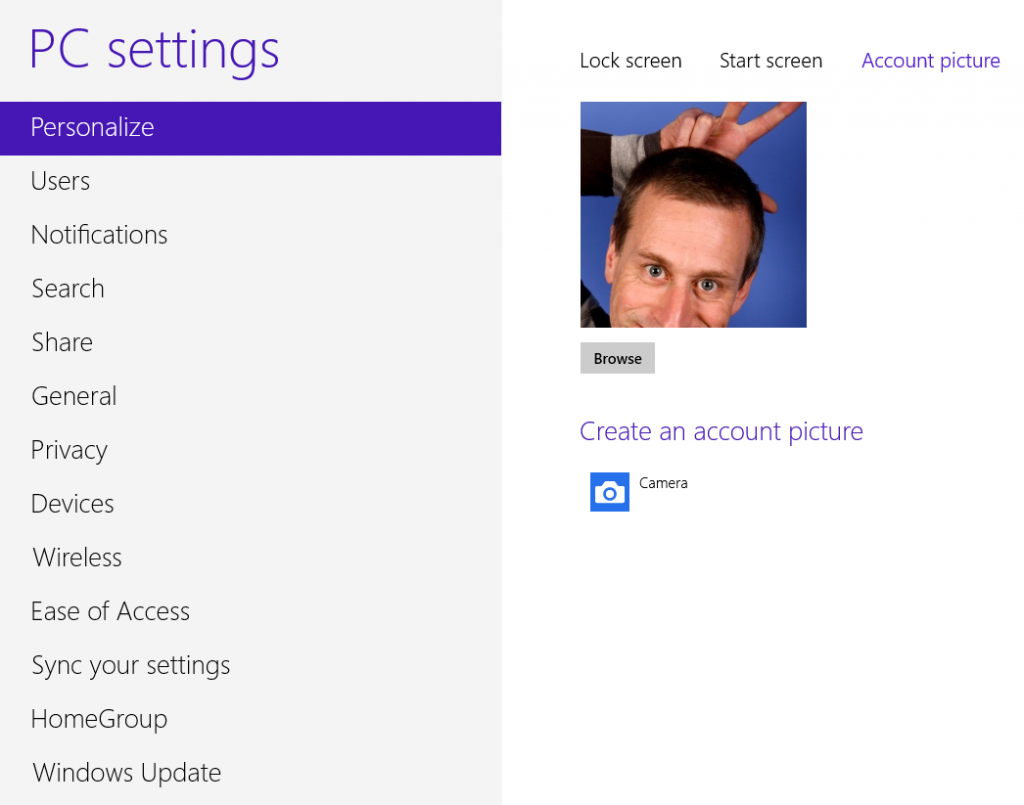 PC settings
Personalize
Users
Notifications
Search
Share
General
Privacy
Devices
Wireless
Ease of Access
Sync your settings
HomeGroup
Windows Update
Lock screen Start screen Account picture
Browse
Create an account picture
Camera